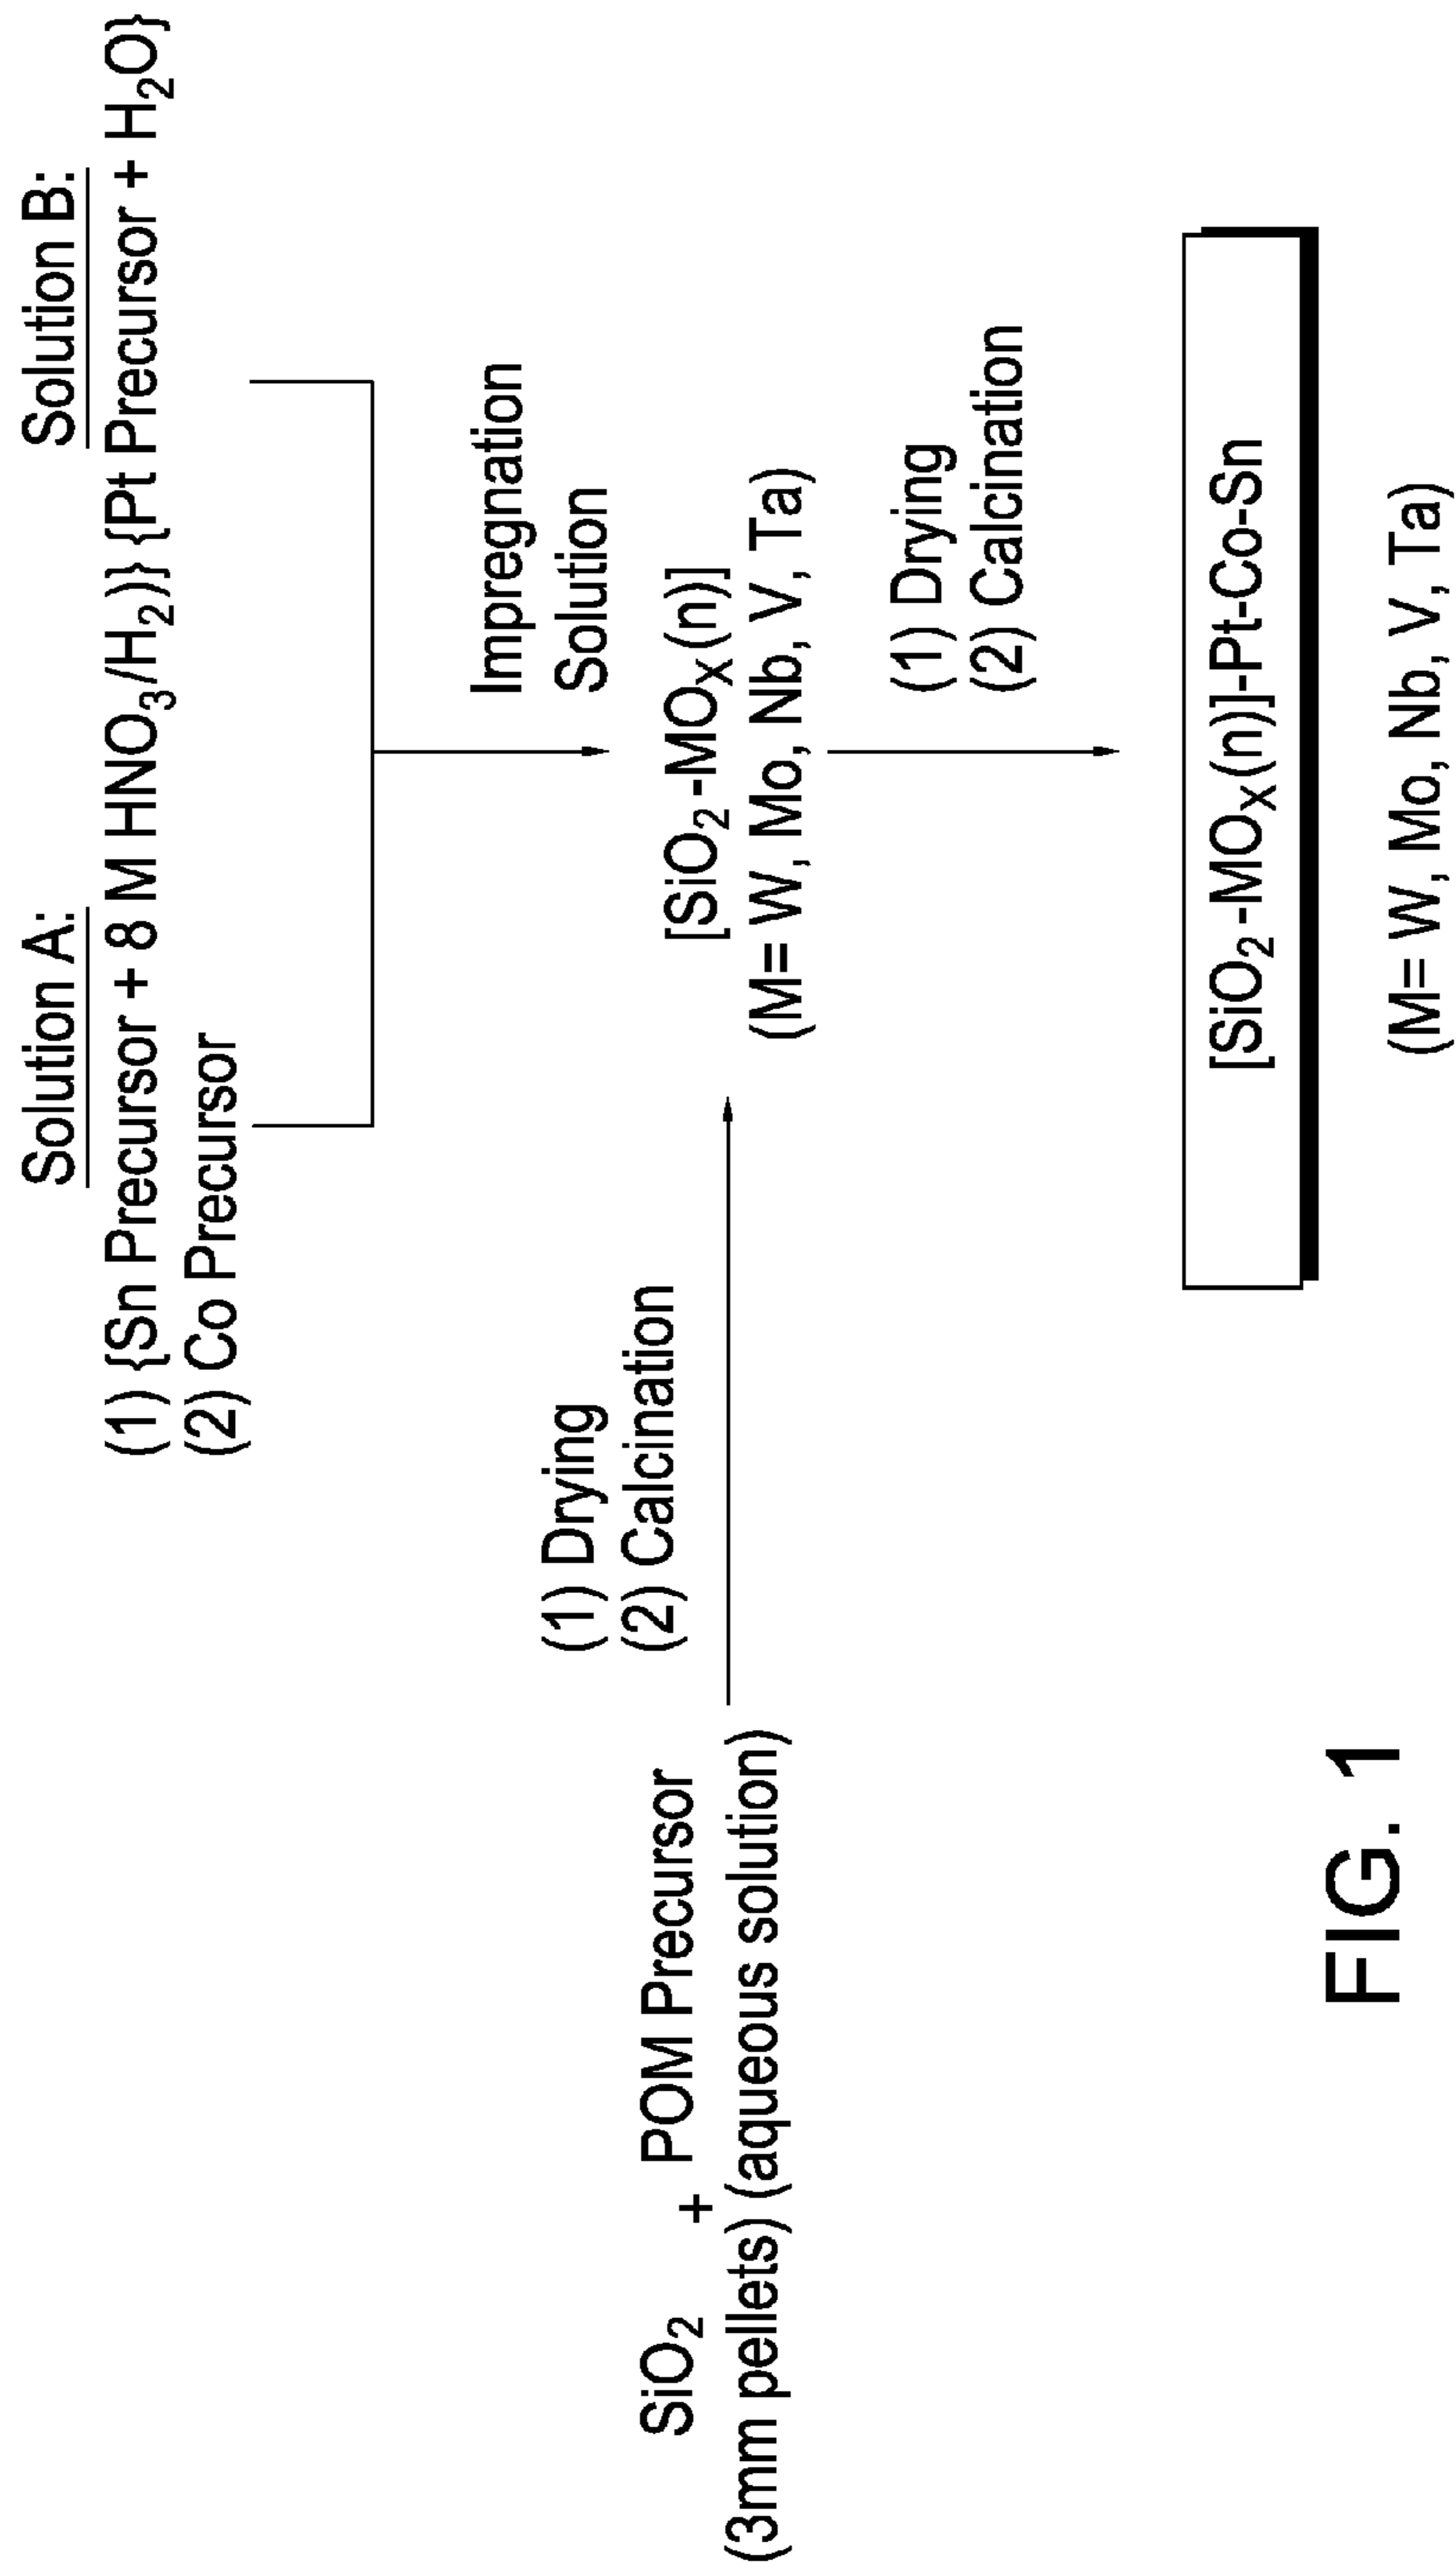 Solution A:
Solution B:
(1) {Sn Precursor + 8 M HNO₃/H₂)} {Pt Precursor + H₂O}
(2) Co Precursor
Impregnation
Solution
(1) Drying
(2) Calcination
SiO₂ + POM Precursor
(3mm pellets) (aqueous solution)
[SiO₂-MOₓ(n)]
(M= W, Mo, Nb, V, Ta)
(1) Drying
(2) Calcination
[SiO₂-MOₓ(n)]-Pt-Co-Sn
(M= W, Mo, Nb, V, Ta)
FIG. 1